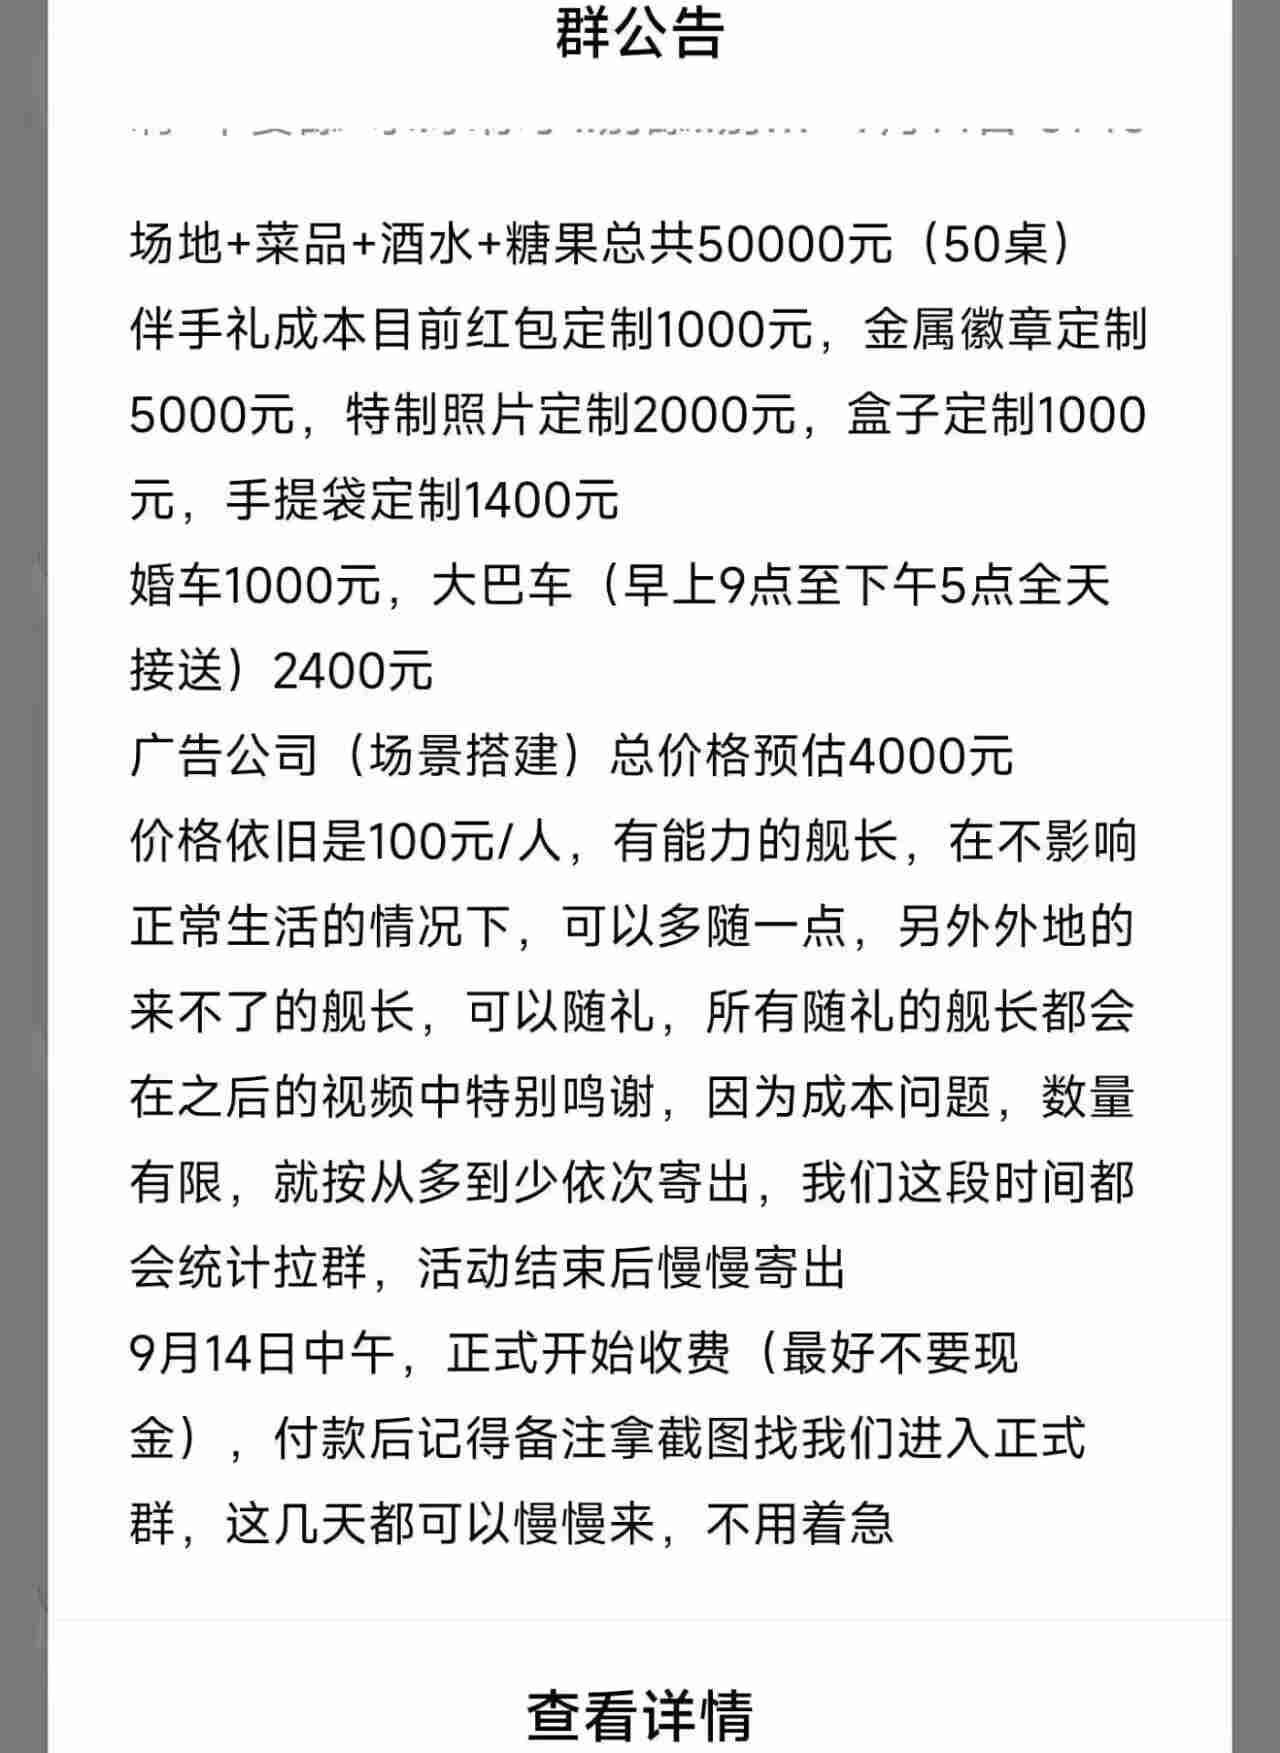 群公告
场地+菜品+酒水+糖果总共50000元（50桌）
伴手礼成本目前红包定制1000元，金属徽章定制
5000元，特制照片定制2000元，盒子定制1000
元，手提袋定制1400元
婚车1000元，大巴车（早上9点至下午5点全天
接送）2400元
广告公司（场景搭建）总价格预估4000元
价格依旧是100元/人，有能力的舰长，在不影响
正常生活的情况下，可以多随一点，另外外地的
来不了的舰长，可以随礼，所有随礼的舰长都会
在之后的视频中特别鸣谢，因为成本问题，数量
有限，就按从多到少依次寄出，我们这段时间都
会统计拉群，活动结束后慢慢寄出
9月14日中午，正式开始收费（最好不要现
金），付款后记得备注拿截图找我们进入正式
群，这几天都可以慢慢来，不用着急
查看详情